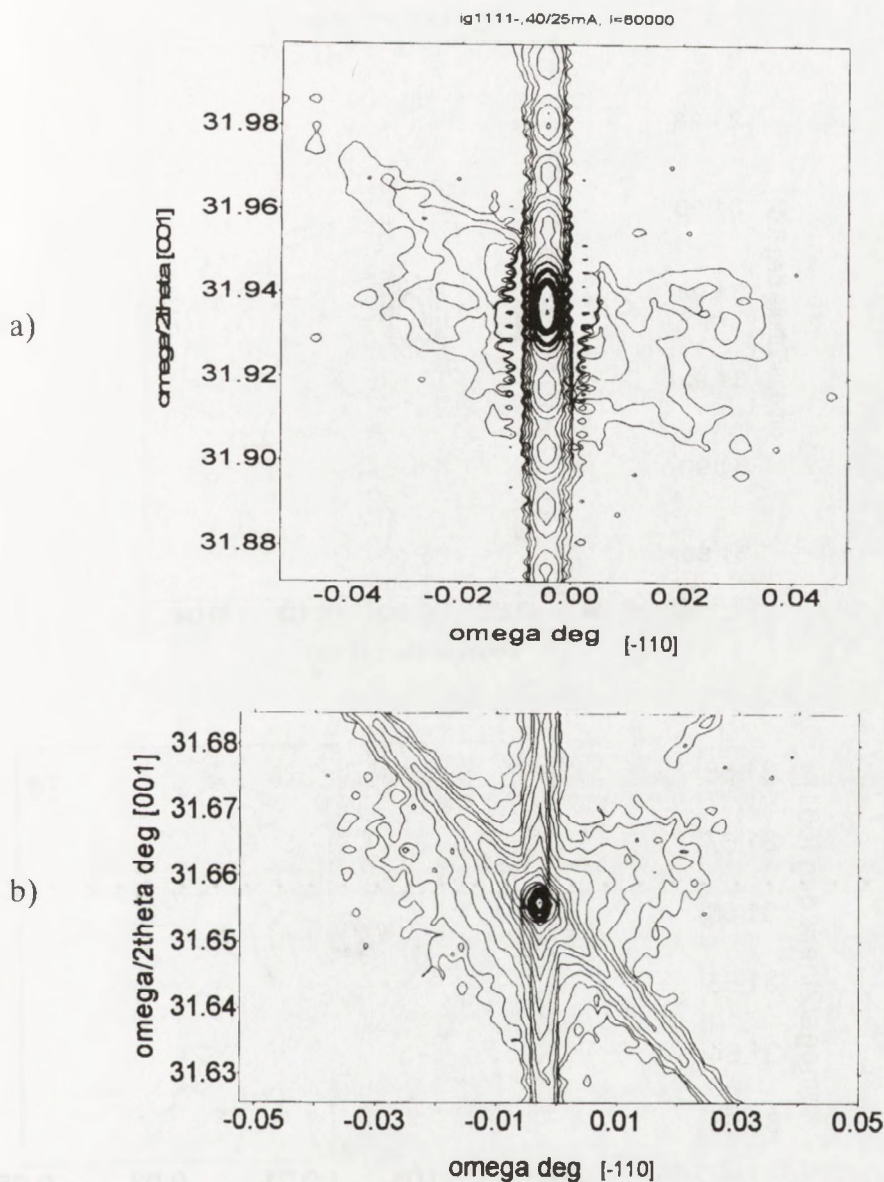 ig1111-,40/25mA, I=80000
a)
omega/2theta [001]
31.98
31.96
31.94
31.92
31.90
31.88
-0.04 -0.02 0.00 0.02 0.04
omega deg [-110]
b)
omega/2theta deg [001]
31.68
31.67
31.66
31.65
31.64
31.63
-0.05 -0.03 -0.01 0.01 0.03 0.05
omega deg [-110]